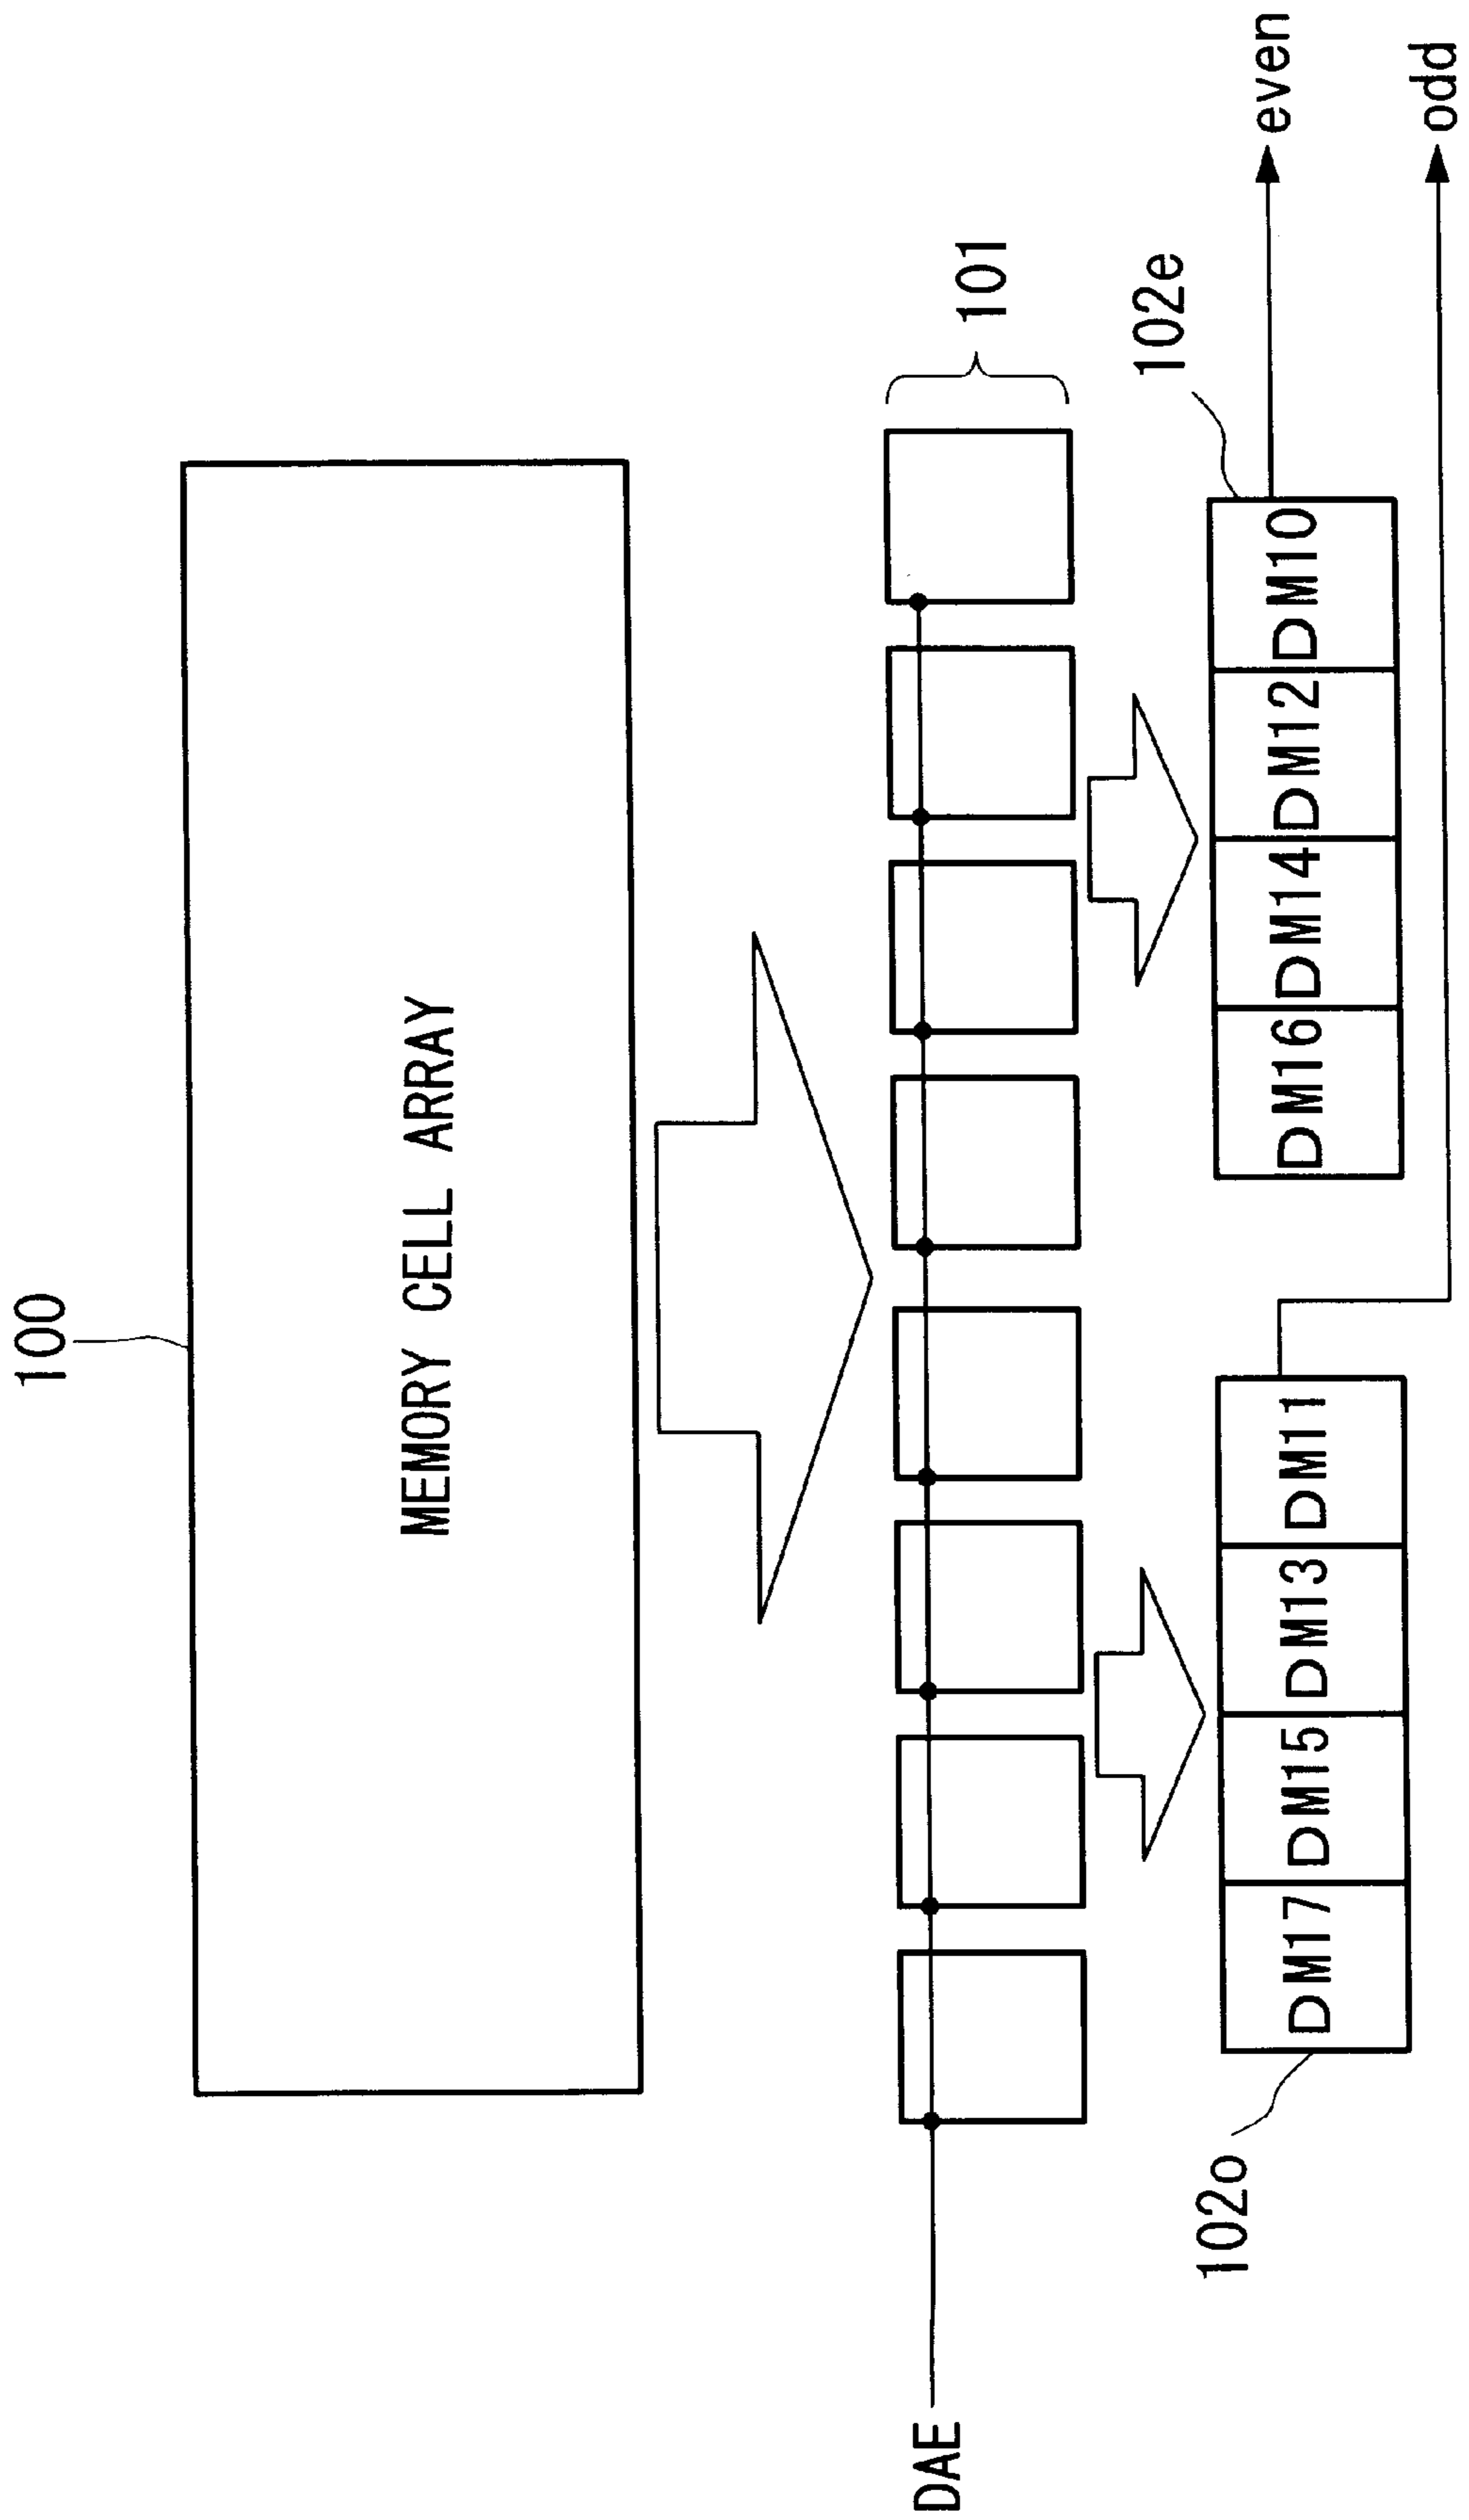 100
MEMORY CELL ARRAY
101
DAE
102e
102o
DM17 DM15 DM13 DM11
DM16 DM14 DM12 DM10
even
odd